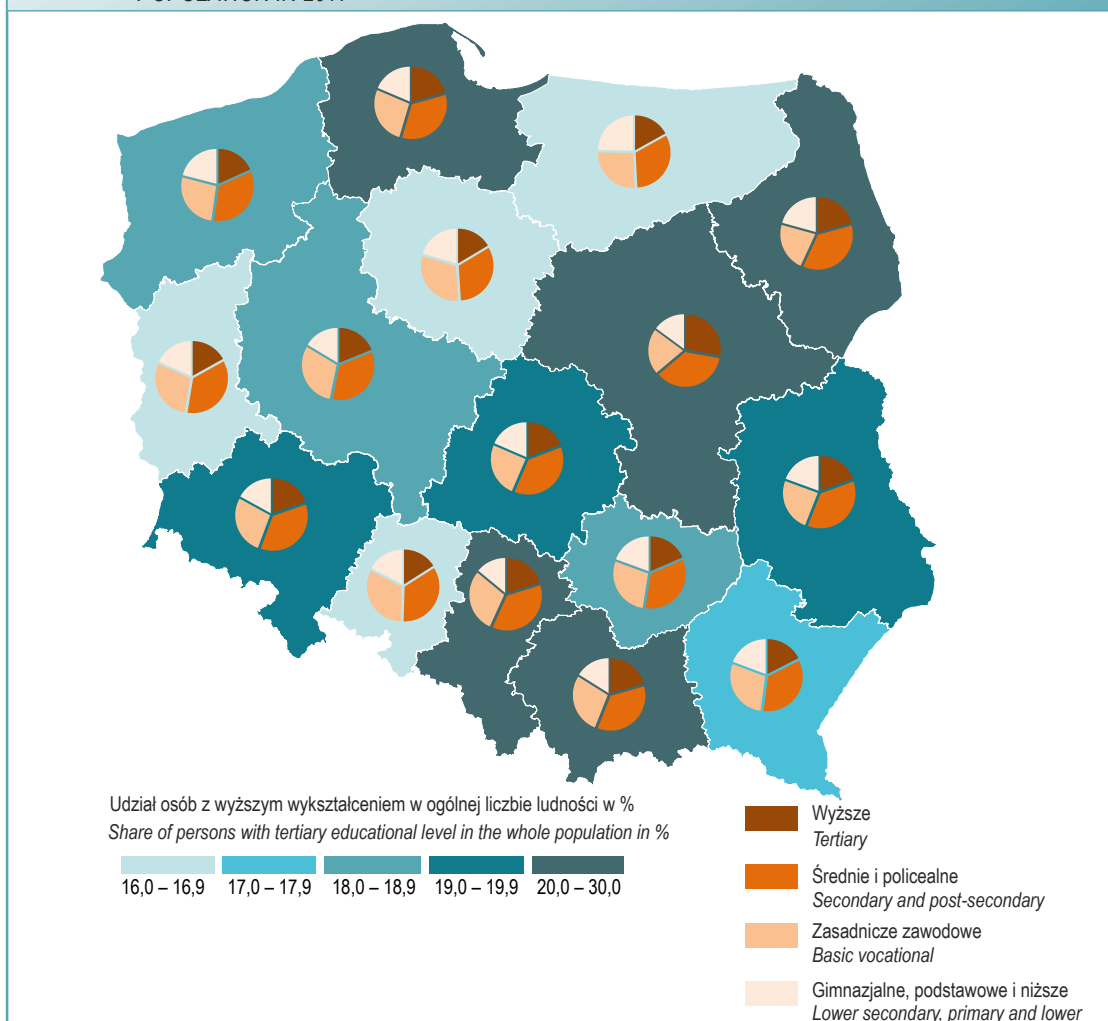 Udział osób z wyższym wykształceniem w ogólnej liczbie ludności w %
Share of persons with tertiary educational level in the whole population in %
16,0 – 16,9
17,0 – 17,9
18,0 – 18,9
19,0 – 19,9
20,0 – 30,0
Wyższe
Tertiary
Średnie i policealne
Secondary and post-secondary
Zasadnicze zawodowe
Basic vocational
Gimnazjalne, podstawowe i niższe
Lower secondary, primary and lower